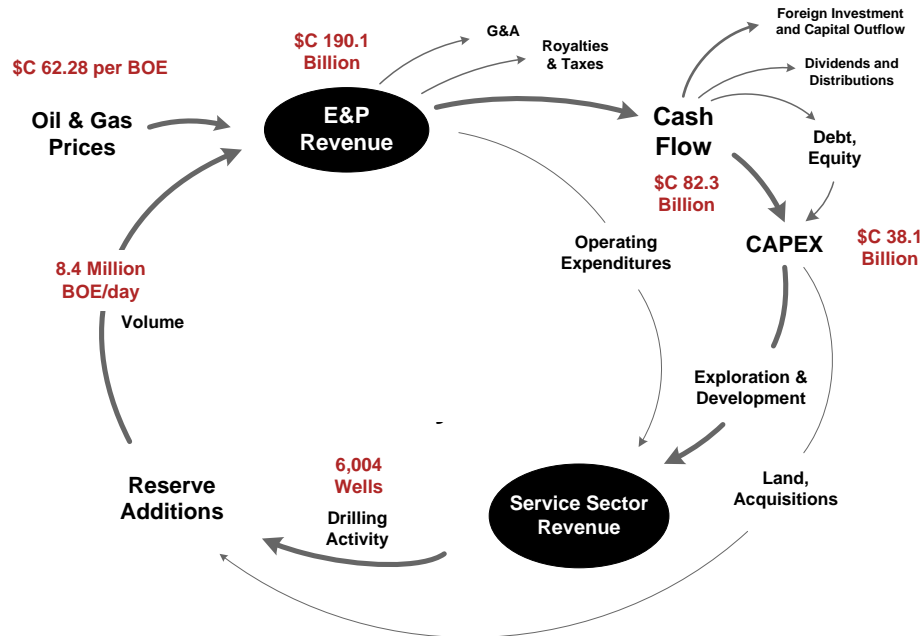 Foreign Investment
and Capital Outflow
G&A
$C 190.1
Billion
Royalties
& Taxes
$C 62.28 per BOE
Dividends and
Distributions
Oil & Gas
Prices
E&P
Revenue
Cash
Flow
Debt,
Equity
$C 82.3
Billion
Operating
Expenditures
CAPEX
$C 38.1
Billion
8.4 Million
BOE/day
Volume
Exploration &
Development
6,004
Wells
Reserve
Additions
Drilling
Activity
Service Sector
Revenue
Land,
Acquisitions